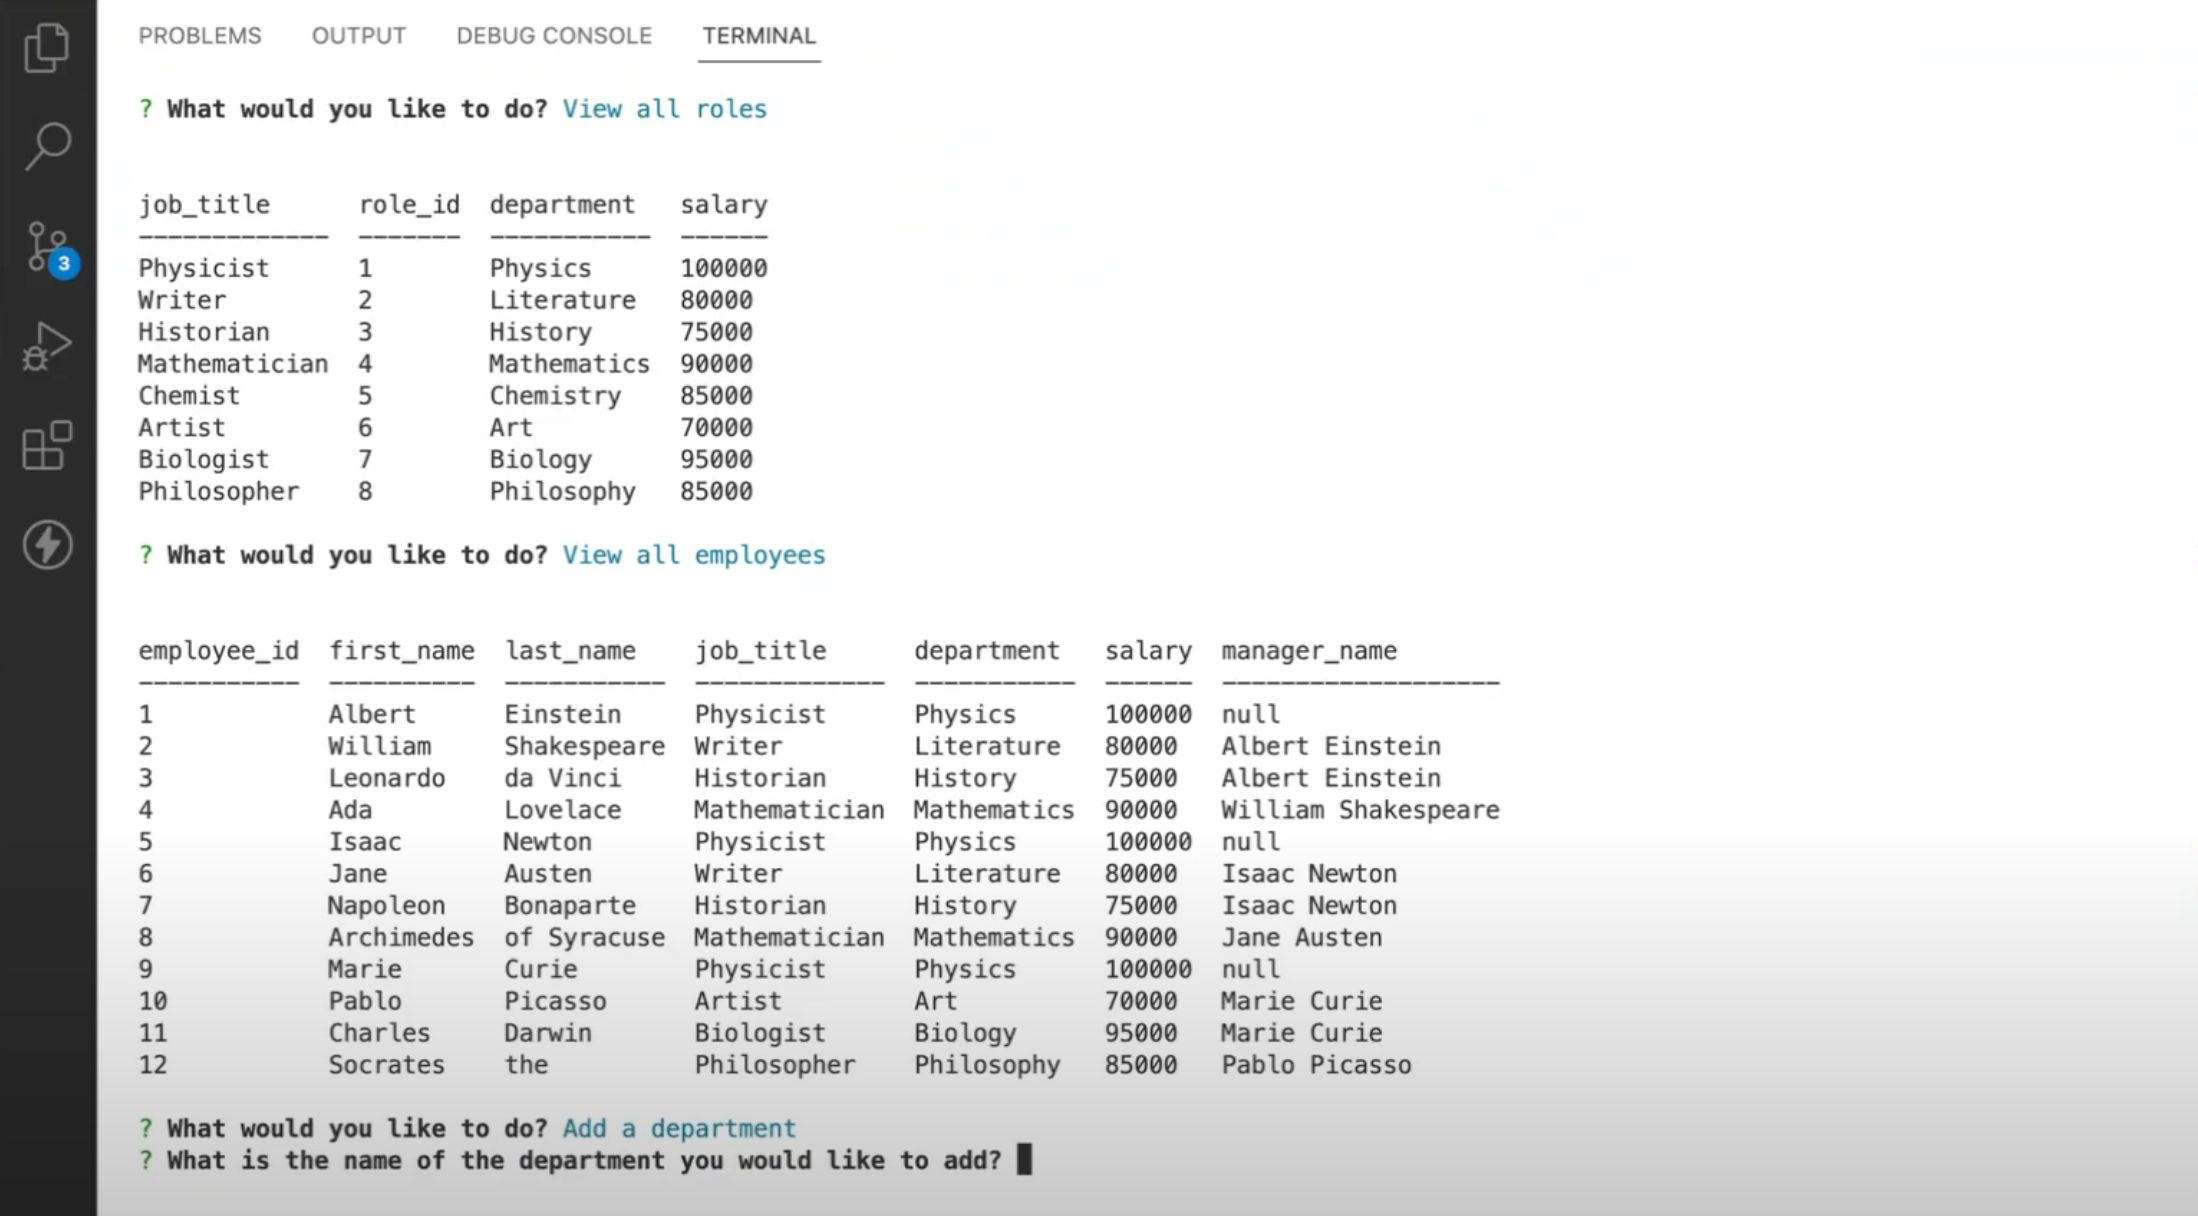 PROBLEMS OUTPUT DEBUG CONSOLE TERMINAL
? What would you like to do? View all roles
job_title role_id department salary
------------- ------- ----------- ------
Physicist 1 Physics 100000
Writer 2 Literature 80000
Historian 3 History 75000
3
Mathematician 4 Mathematics 90000
Chemist 5 Chemistry 85000
Artist 6 Art 70000
Biologist 7 Biology 95000
Philosopher 8 Philosophy 85000
? What would you like to do? View all employees
employee_id first_name last_name job_title department salary manager_name
----------- ---------- ----------- ------------- ----------- ------ -------------------
1 Albert Einstein Physicist Physics 100000 null
2 William Shakespeare Writer Literature 80000 Albert Einstein
3 Leonardo da Vinci Historian History 75000 Albert Einstein
4 Ada Lovelace Mathematician Mathematics 90000 William Shakespeare
5 Isaac Newton Physicist Physics 100000 null
6 Jane Austen Writer Literature 80000 Isaac Newton
7 Napoleon Bonaparte Historian History 75000 Isaac Newton
8 Archimedes of Syracuse Mathematician Mathematics 90000 Jane Austen
9 Marie Curie Physicist Physics 100000 null
10 Pablo Picasso Artist Art 70000 Marie Curie
11 Charles Darwin Biologist Biology 95000 Marie Curie
12 Socrates the Philosopher Philosophy 85000 Pablo Picasso
? What would you like to do? Add a department
? What is the name of the department you would like to add?